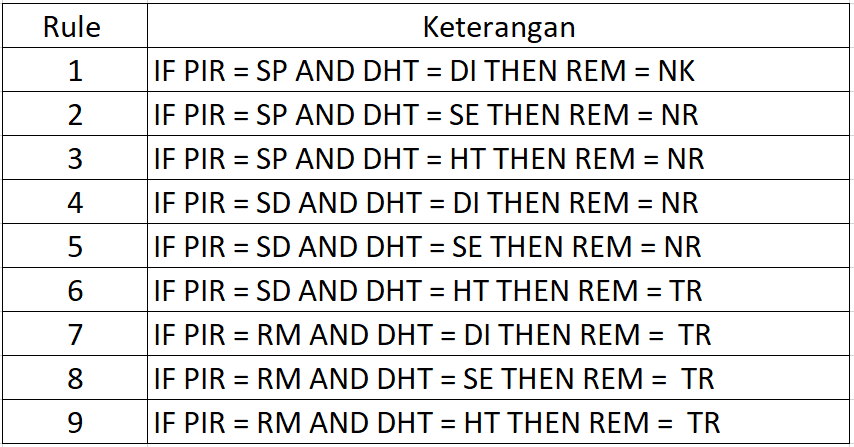 Rule Keterangan
1 IF PIR = SP AND DHT = DI THEN REM = NK
2 IF PIR = SP AND DHT = SE THEN REM = NR
3 IF PIR = SP AND DHT = HT THEN REM = NR
4 IF PIR = SD AND DHT = DI THEN REM = NR
5 IF PIR = SD AND DHT = SE THEN REM = NR
6 IF PIR = SD AND DHT = HT THEN REM = TR
7 IF PIR = RM AND DHT = DI THEN REM =  TR
8 IF PIR = RM AND DHT = SE THEN REM =  TR
9 IF PIR = RM AND DHT = HT THEN REM =  TR